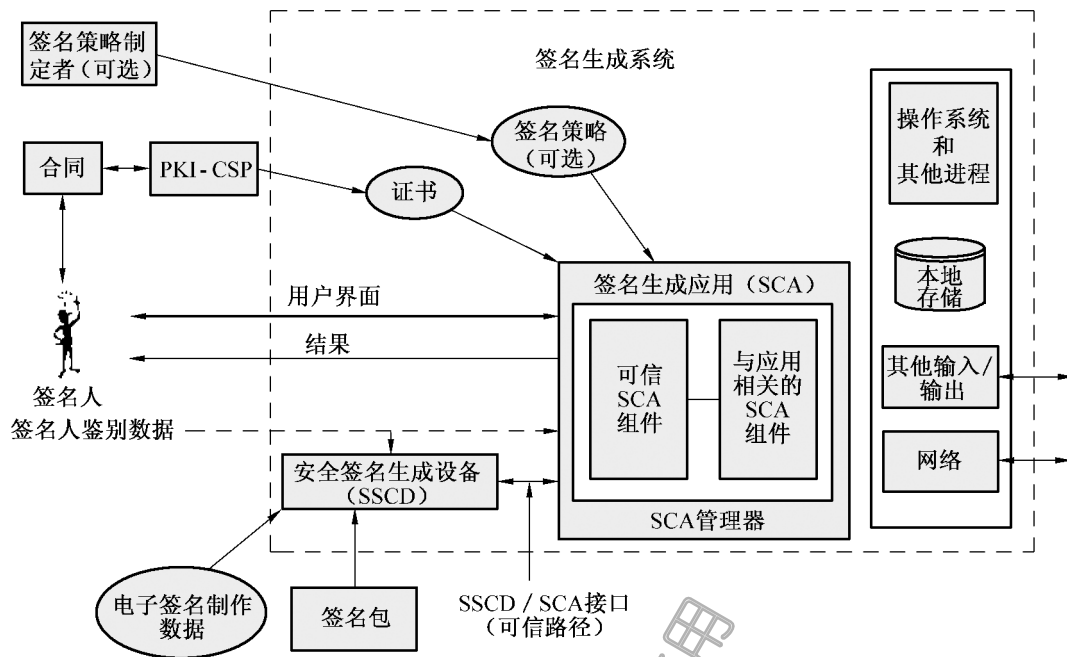 签名策略制
定者（可选）
签名生成系统
签名策略
（可选）
操作系统
和
其他进程
合同
PKI-CSP
证书
本地
存储
签名生成应用（SCA）
用户界面
结果
可信
SCA
组件
与应用
相关的
SCA
组件
其他输入/
输出
签名人
签名人鉴别数据
网络
安全签名生成设备
（SSCD）
SCA管理器
电子签名制作
数据
签名包
SSCD / SCA接口
（可信路径）
用